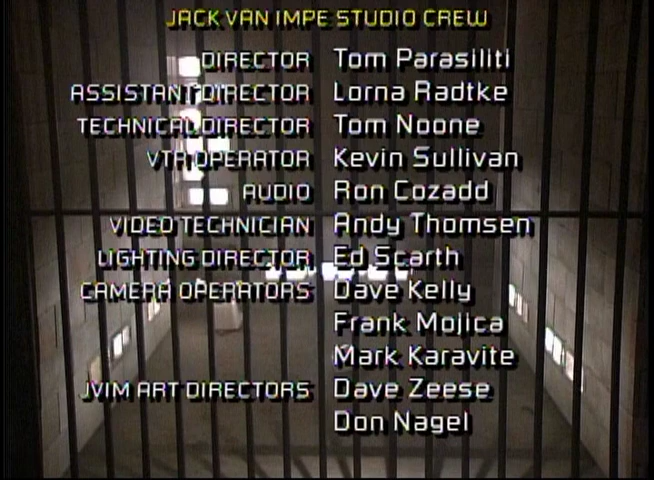 JACK VAN IMPE STUDIO CREW
DIRECTOR Tom Parasiliti
ASSISTANT DIRECTOR Lorna Radtke
TECHNICAL DIRECTOR Tom Noone
VTR OPERATOR Kevin Sullivan
AUDIO Ron Cozadd
VIDEO TECHNICIAN Andy Thomsen
LIGHTING DIRECTOR Ed Scarth
CAMERA OPERATORS Dave Kelly
Frank Mojica
Mark Karavite
JVIM ART DIRECTORS Dave Zeese
Don Nagel